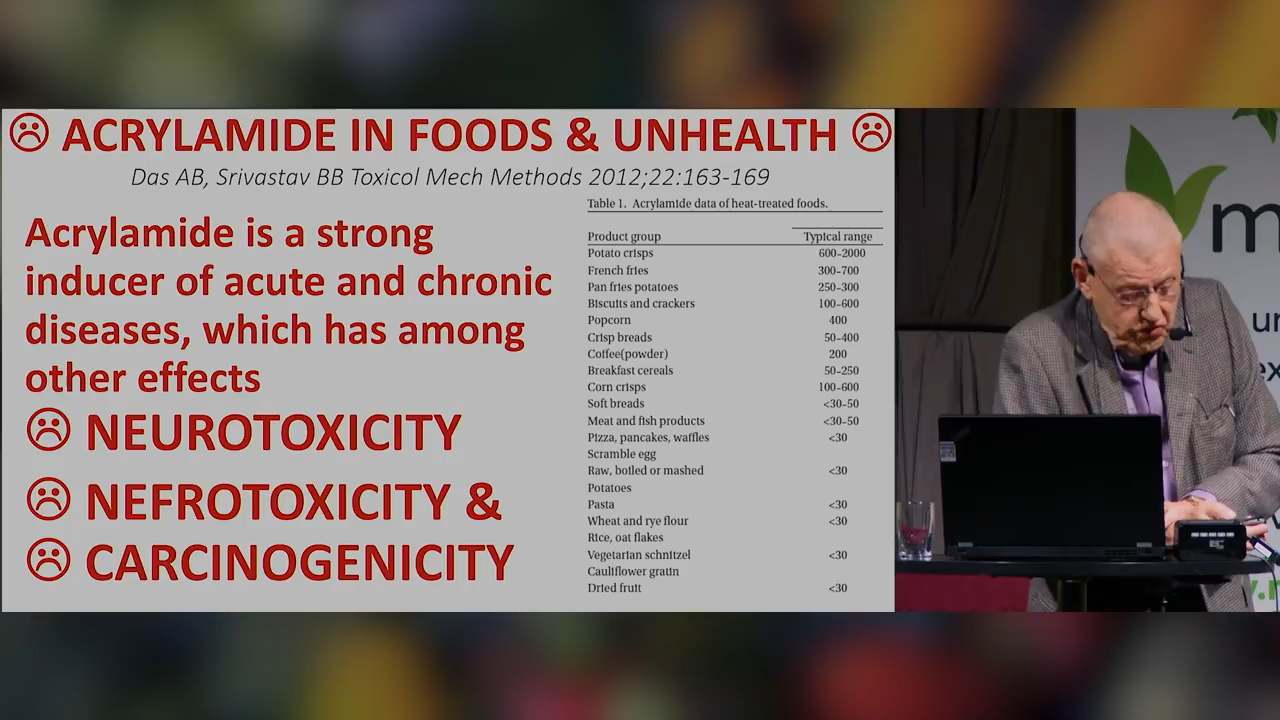 ☹ ACRYLAMIDE IN FOODS & UNHEALTH ☹
Das AB, Srivastav BB Toxicol Mech Methods 2012;22:163-169
Acrylamide is a strong
inducer of acute and chronic
diseases, which has among
other effects
☹ NEUROTOXICITY
☹ NEFROTOXICITY &
☹ CARCINOGENICITY
Table 1. Acrylamide data of heat-treated foods.
Product group Typical range
Potato crisps 600–2000
French fries 300–700
Pan fries potatoes 250–300
Biscuits and crackers 100–600
Popcorn 400
Crisp breads 50–400
Coffee(powder) 200
Breakfast cereals 50–250
Corn crisps 100–600
Soft breads <30–50
Meat and fish products <30–50
Pizza, pancakes, waffles <30
Scramble egg
Raw, boiled or mashed <30
Potatoes
Pasta <30
Wheat and rye flour <30
Rice, oat flakes
Vegetarian schnitzel <30
Cauliflower gratin
Dried fruit <30
m